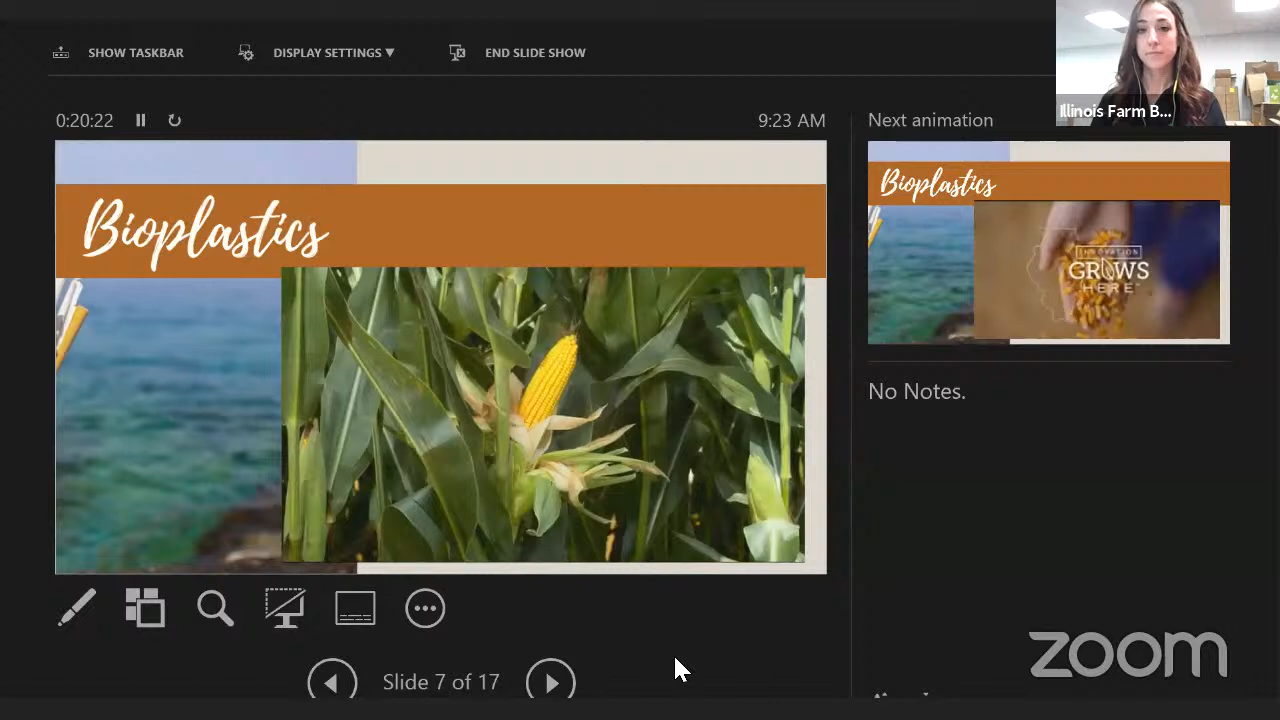 SHOW TASKBAR
DISPLAY SETTINGS ▼
END SLIDE SHOW
Illinois Farm B...
0:20:22
9:23 AM
Next animation
Bioplastics
Bioplastics
INNOVATION
GROWS
HERE
No Notes.
Slide 7 of 17
zoom